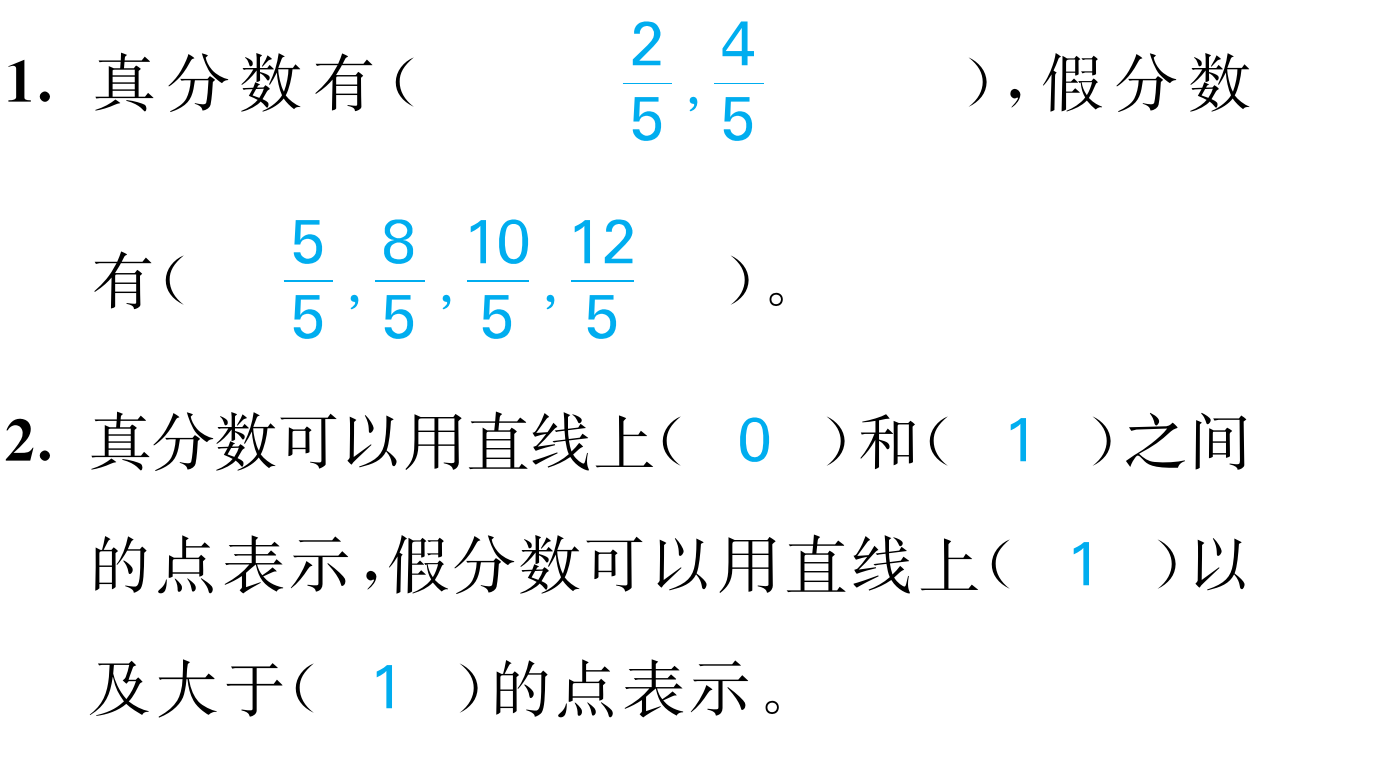 1. 真分数有( 2/5, 4/5 ),假分数
有( 5/5, 8/5, 10/5, 12/5 )。
2. 真分数可以用直线上( 0 )和( 1 )之间
的点表示,假分数可以用直线上( 1 )以
及大于( 1 )的点表示。